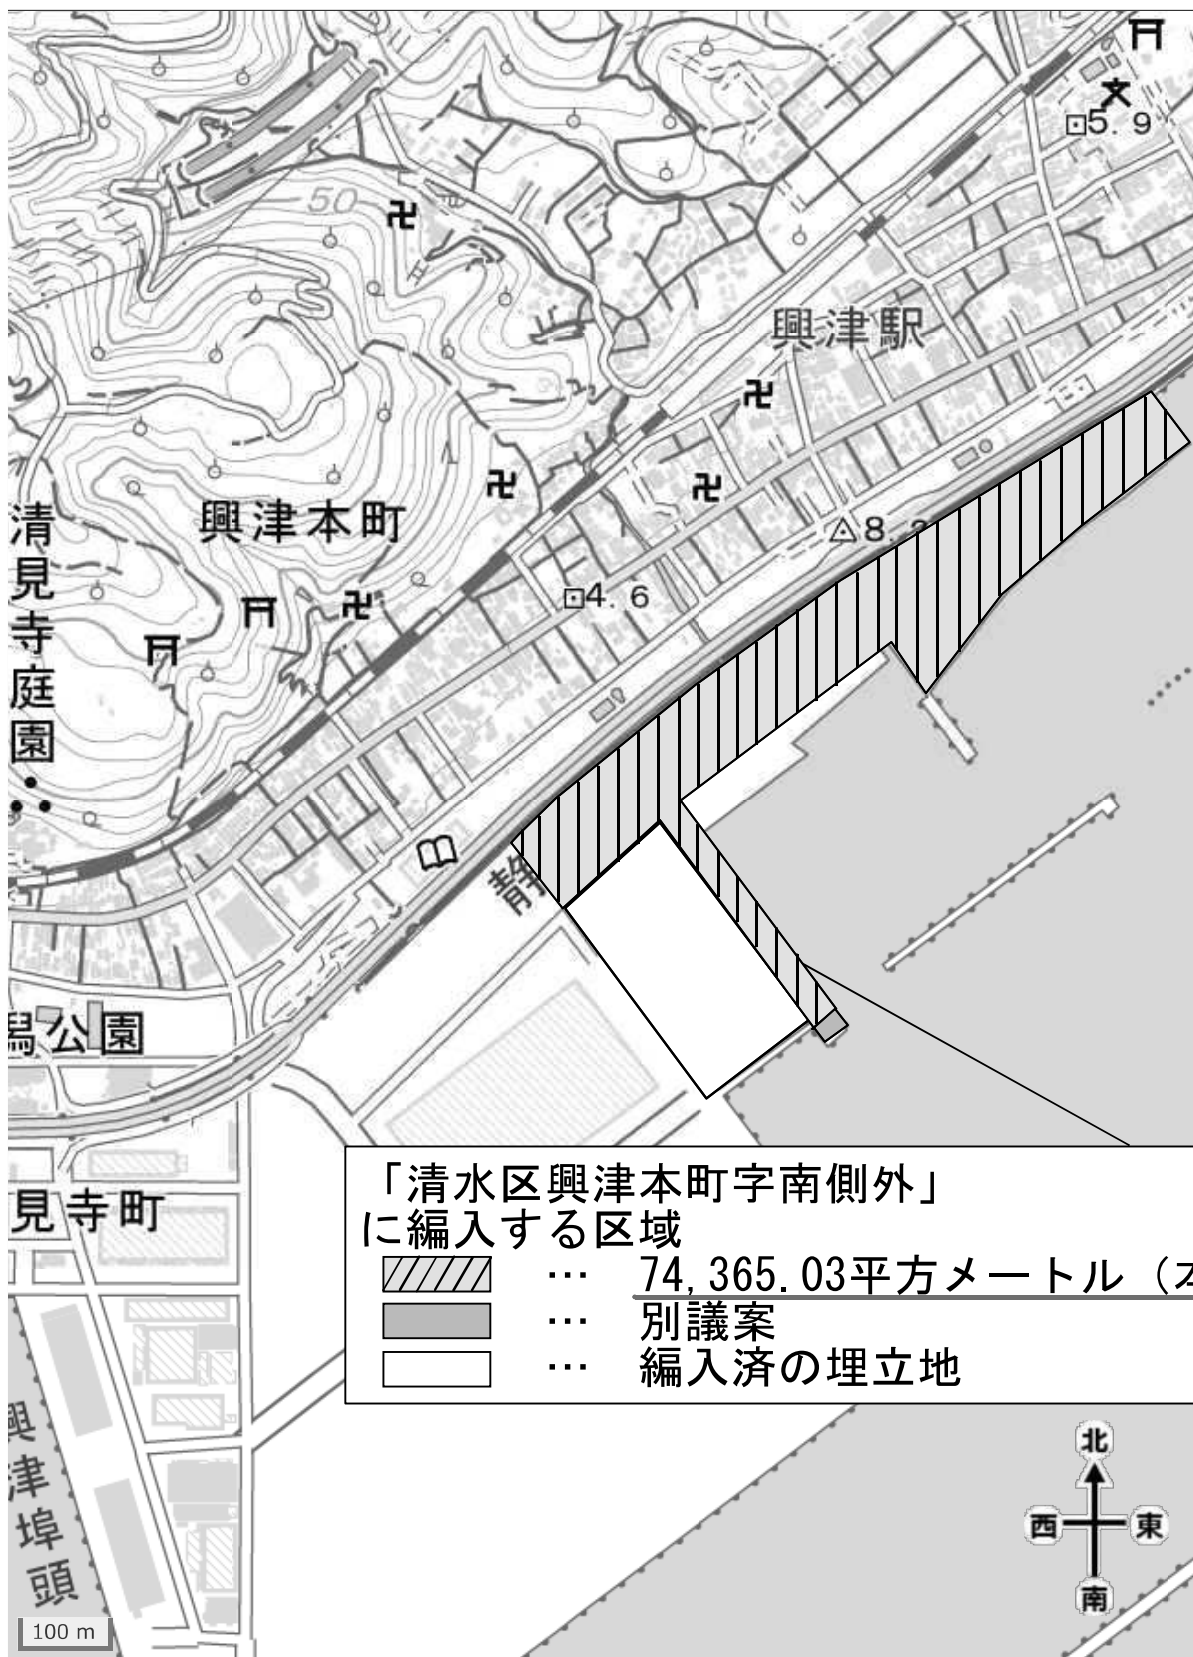 5.9
50
興津駅
8.
興津本町
清見寺庭園
4.6
静
公園
見寺町
「清水区興津本町字南側外」
に編入する区域
… 74,365.03平方メートル（
… 別議案
… 編入済の埋立地
興津埠頭
北
西 東
南
100 m